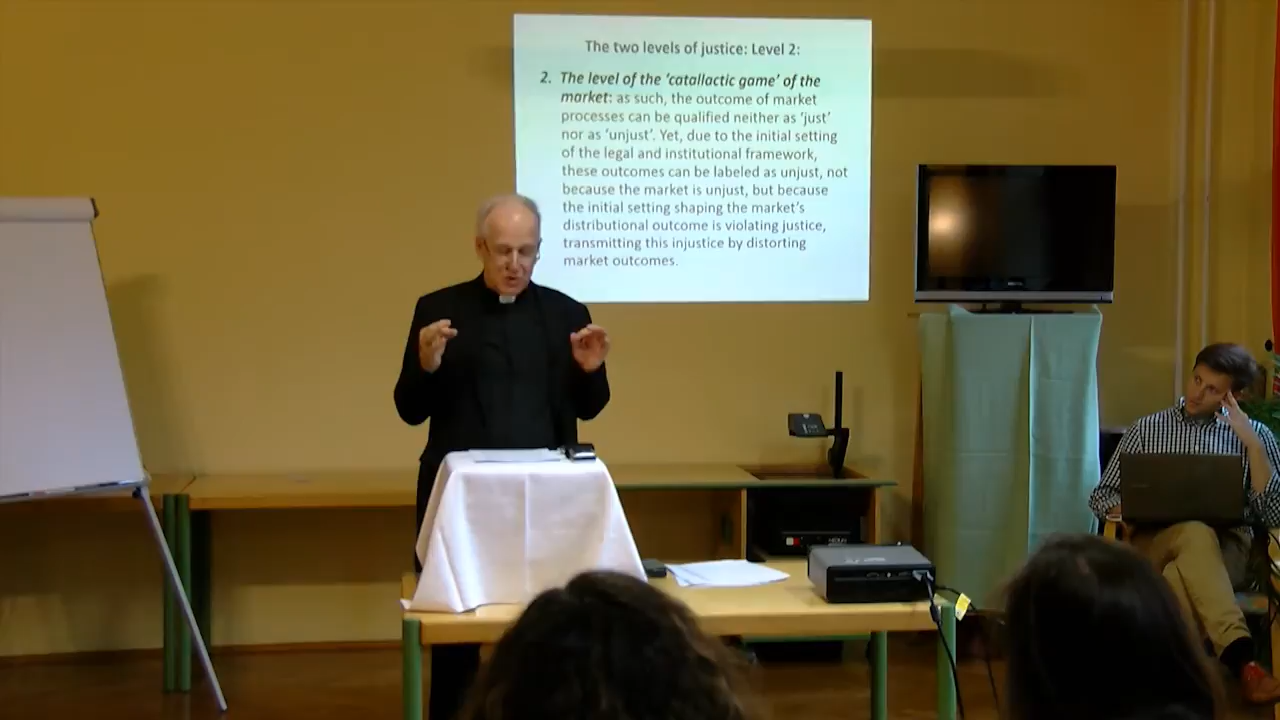 The two levels of justice: Level 2:
2. The level of the ‘catallactic game’ of the
market: as such, the outcome of market
processes can be qualified neither as ‘just’
nor as ‘unjust’. Yet, due to the initial setting
of the legal and institutional framework,
these outcomes can be labeled as unjust, not
because the market is unjust, but because
the initial setting shaping the market’s
distributional outcome is violating justice,
transmitting this injustice by distorting
market outcomes.